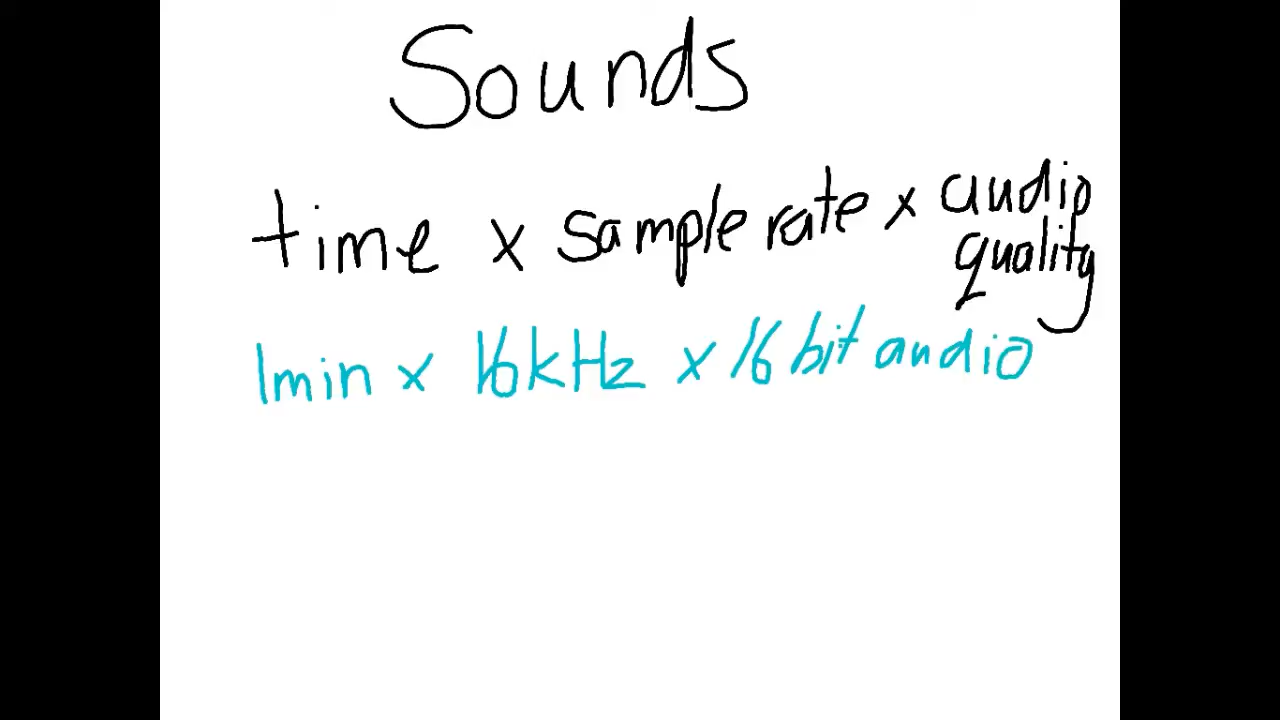 Sounds
time x sample rate x audio
quality
1min x 16kHz x 16 bit audio